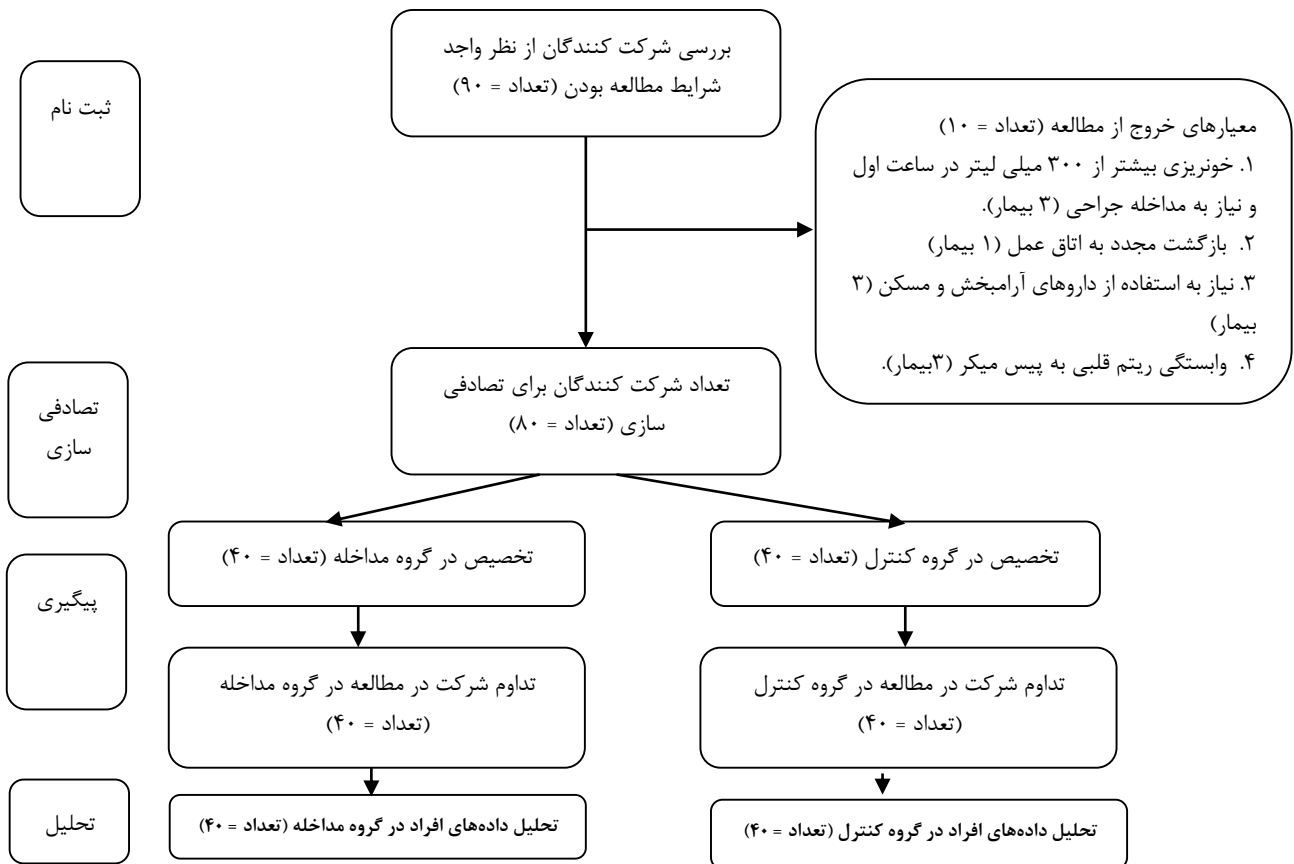 بررسی شرکت کنندگان از نظر واجد
شرایط مطالعه بودن (تعداد = ۹۰)
ثبت نام
معیارهای خروج از مطالعه (تعداد = ۱۰)
۱. خونریزی بیشتر از ۳۰۰ میلی لیتر در ساعت اول
و نیاز به مداخله جراحی (۳ بیمار).
۲. بازگشت مجدد به اتاق عمل (۱ بیمار)
۳. نیاز به استفاده از داروهای آرامبخش و مسکن (۳
بیمار)
۴. وابستگی ریتم قلبی به پیس میکر (۳بیمار).
تعداد شرکت کنندگان برای تصادفی
سازی (تعداد = ۸۰)
تصادفی
سازی
تخصیص در گروه کنترل (تعداد = ۴۰)
تخصیص در گروه مداخله (تعداد = ۴۰)
پیگیری
تداوم شرکت در مطالعه در گروه کنترل
(تعداد = ۴۰)
تداوم شرکت در مطالعه در گروه مداخله
(تعداد = ۴۰)
تحلیل داده‌های افراد در گروه کنترل (تعداد = ۴۰)
تحلیل داده‌های افراد در گروه مداخله (تعداد = ۴۰)
تحلیل